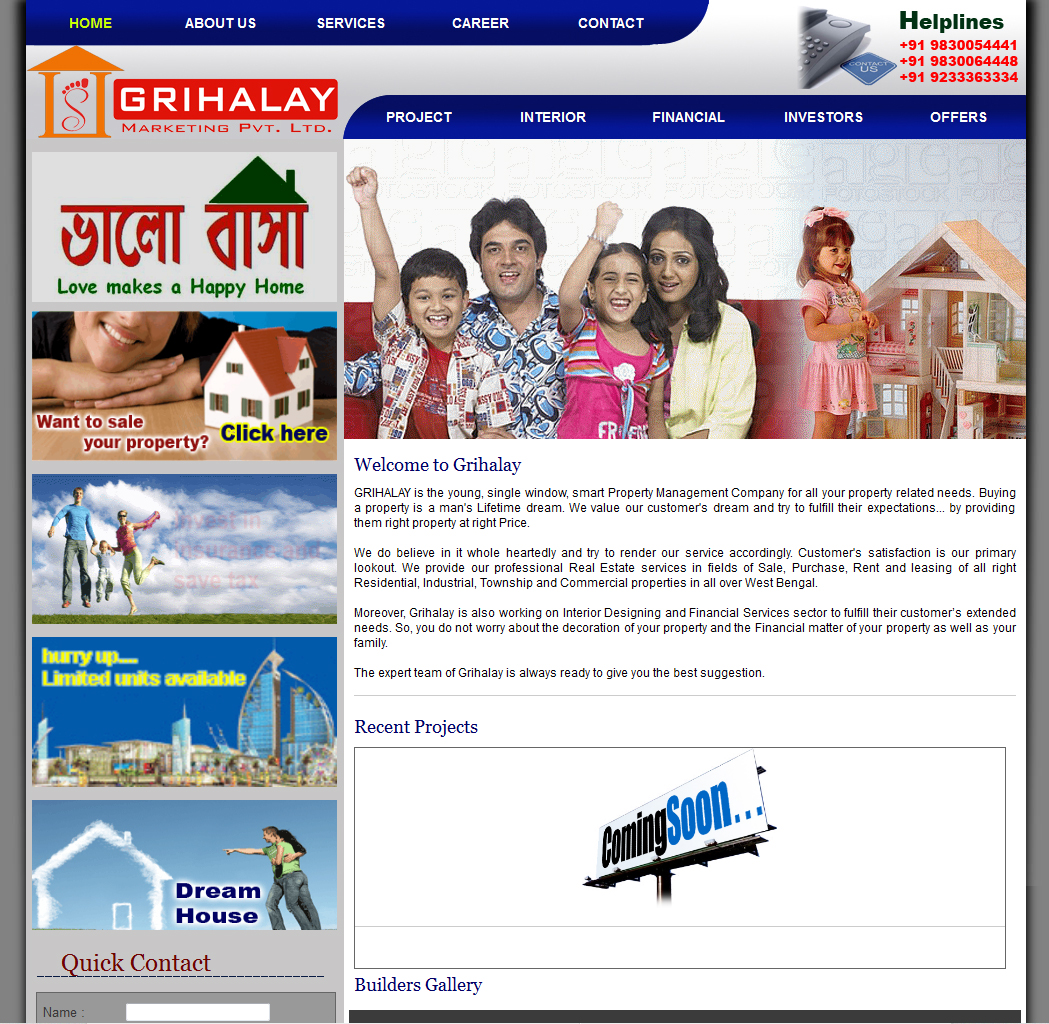 HOME ABOUT US SERVICES CAREER CONTACT
Helplines
+91 9830054441
+91 9830064448
+91 9233363334
CONTACT
US
GRIHALAY
MARKETING PVT. LTD.
PROJECT INTERIOR FINANCIAL INVESTORS OFFERS
ভালো বাসা
Love makes a Happy Home
Want to sale
your property?
Click here
Invest in
insurance and
save tax
hurry up....
Limited units available
Dream
House
Quick Contact
Name :
FOTOSTOCK FOTOSTOCK FOTOSTOCK
FRIENDS
Welcome to Grihalay
GRIHALAY is the young, single window, smart Property Management Company for all your property related needs. Buying
a property is a man's Lifetime dream. We value our customer's dream and try to fulfill their expectations... by providing
them right property at right Price.
We do believe in it whole heartedly and try to render our service accordingly. Customer's satisfaction is our primary
lookout. We provide our professional Real Estate services in fields of Sale, Purchase, Rent and leasing of all right
Residential, Industrial, Township and Commercial properties in all over West Bengal.
Moreover, Grihalay is also working on Interior Designing and Financial Services sector to fulfill their customer's extended
needs. So, you do not worry about the decoration of your property and the Financial matter of your property as well as your
family.
The expert team of Grihalay is always ready to give you the best suggestion.
Recent Projects
ComingSoon...
Builders Gallery